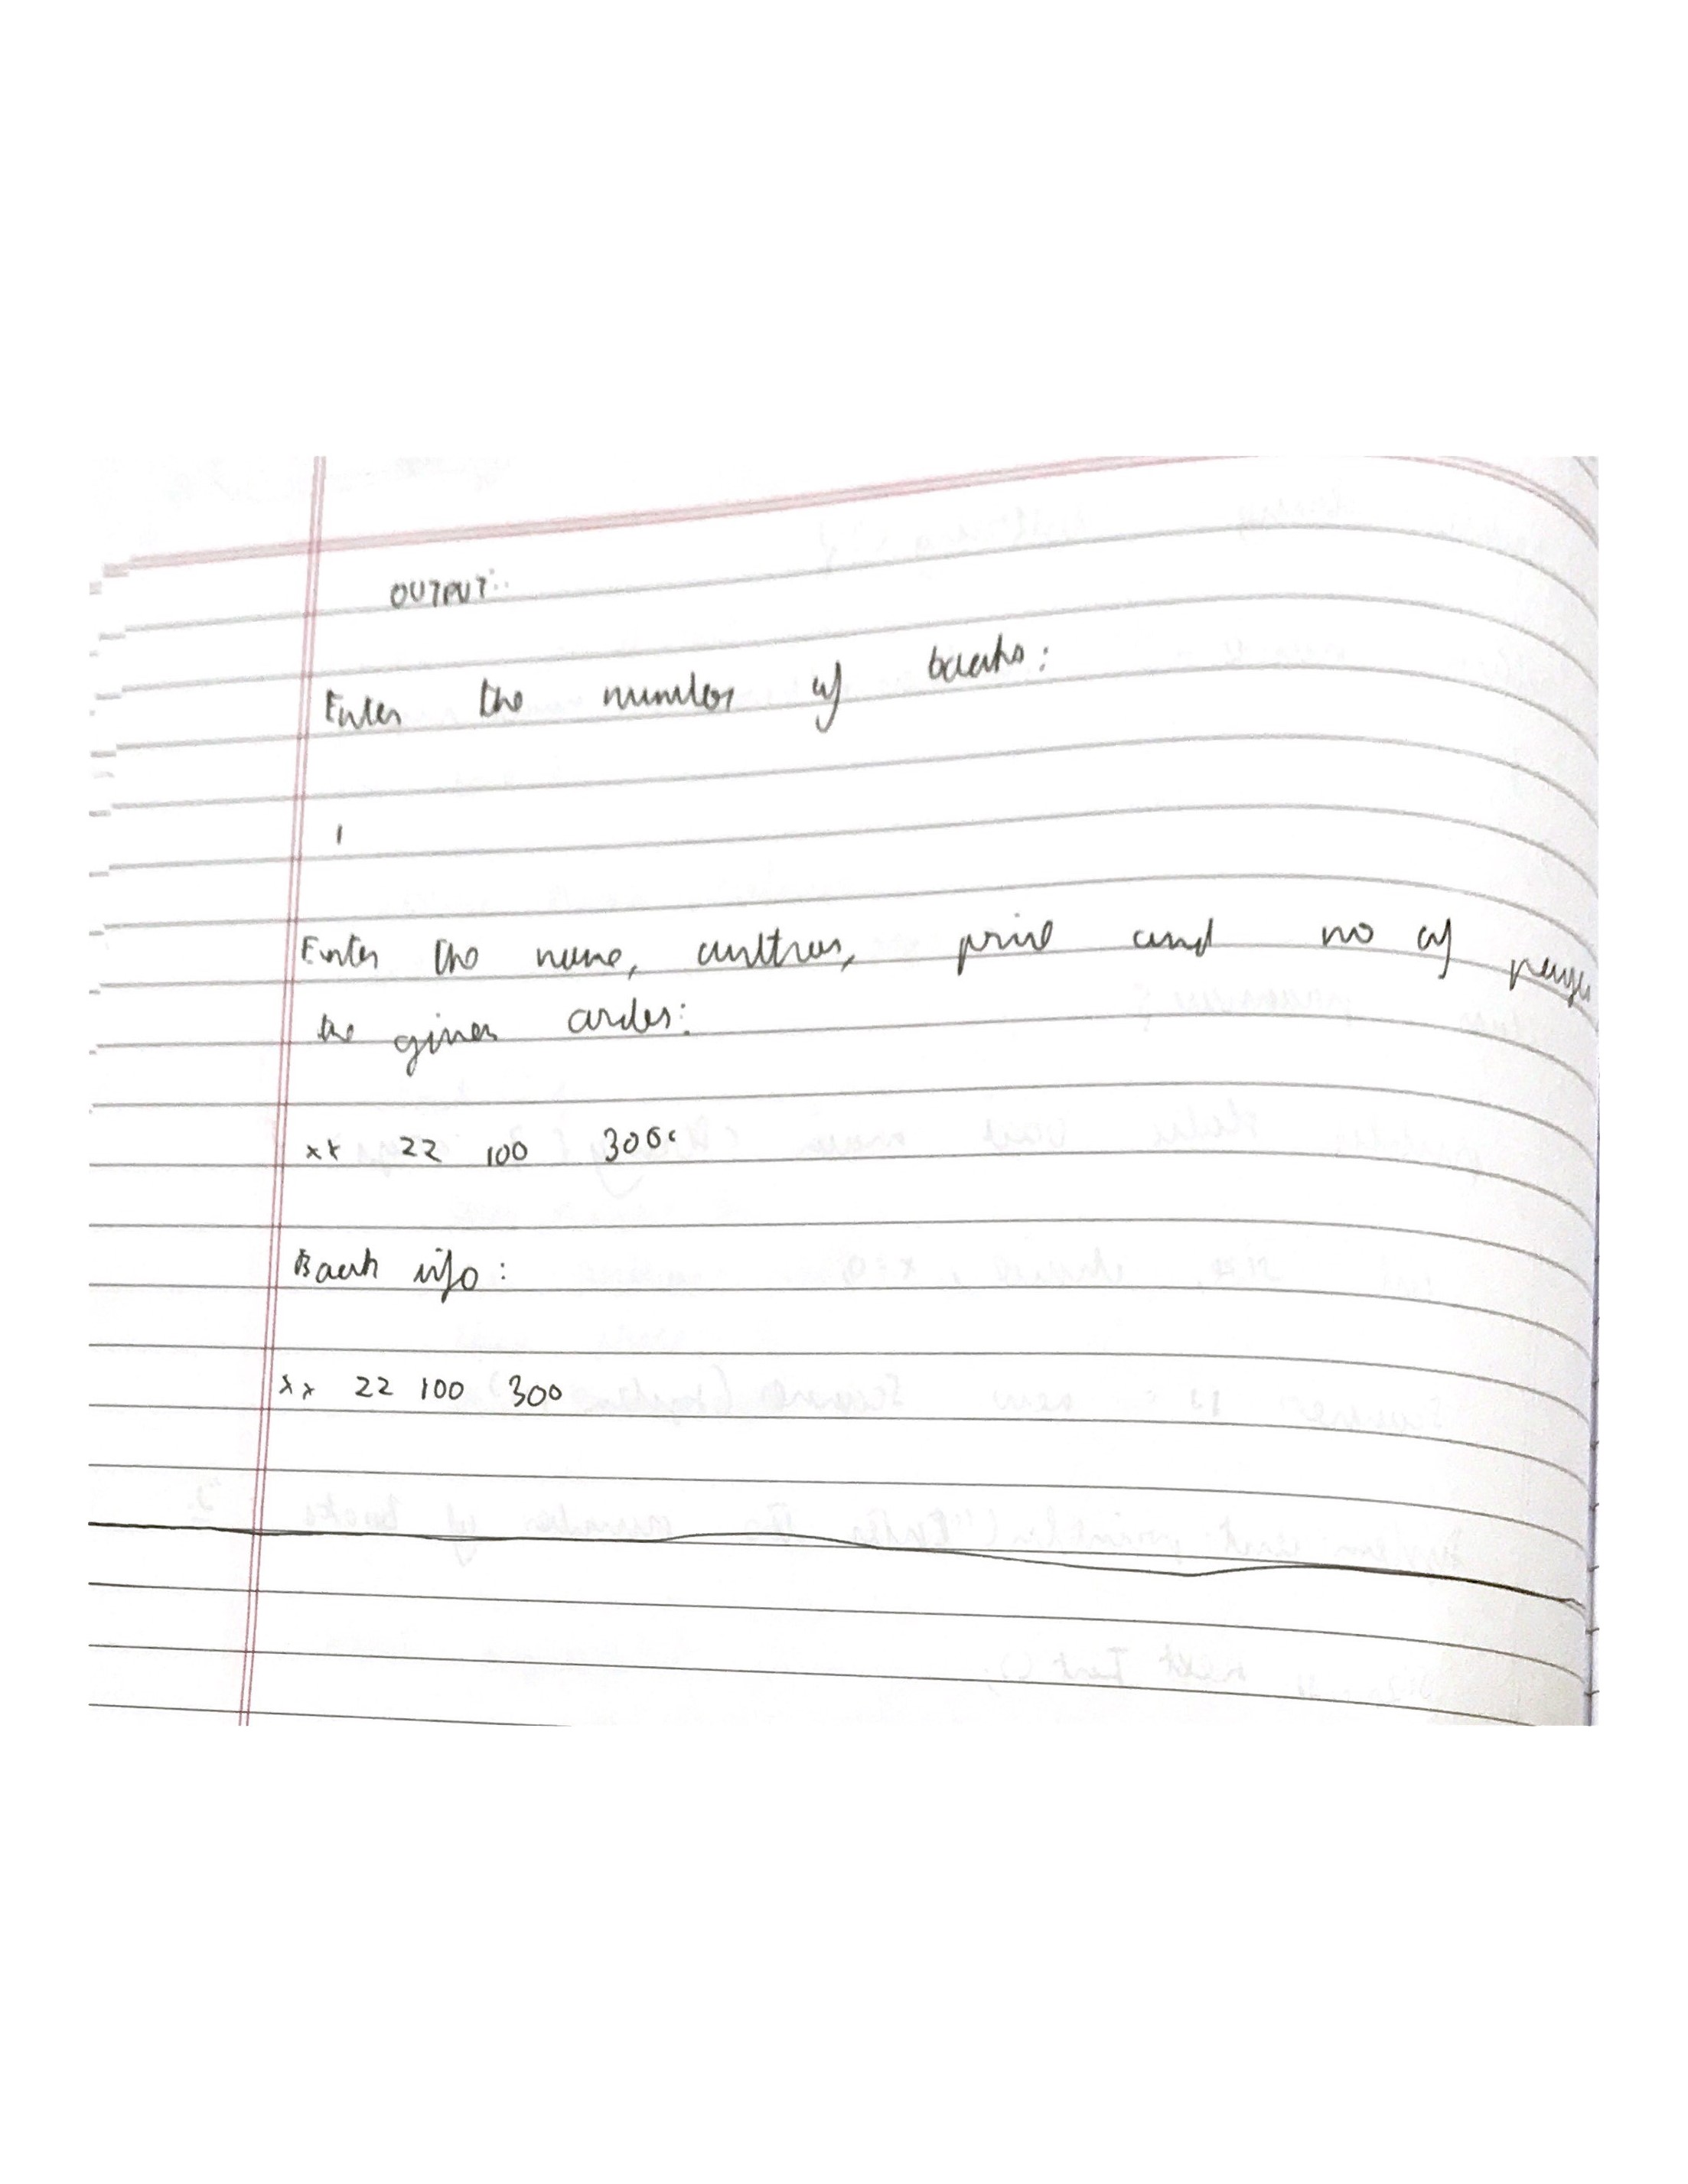 OUTPUT:
Enter the number of books:
1
Enter the name, author, price and no of pages
the given order:
xx 22 100 300
Book info:
xx 22 100 300